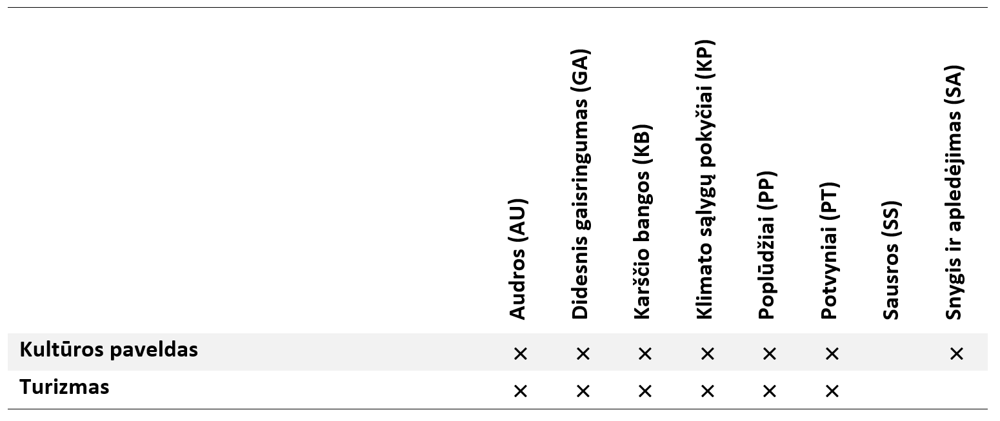 Audros (AU)
Didesnis gaisringumas (GA)
Karščio bangos (KB)
Klimato sąlygų pokyčiai (KP)
Poplūdžiai (PP)
Potvyniai (PT)
Sausros (SS)
Snygis ir apledėjimas (SA)
Kultūros paveldas × × × × × × ×
Turizmas × × × × × ×